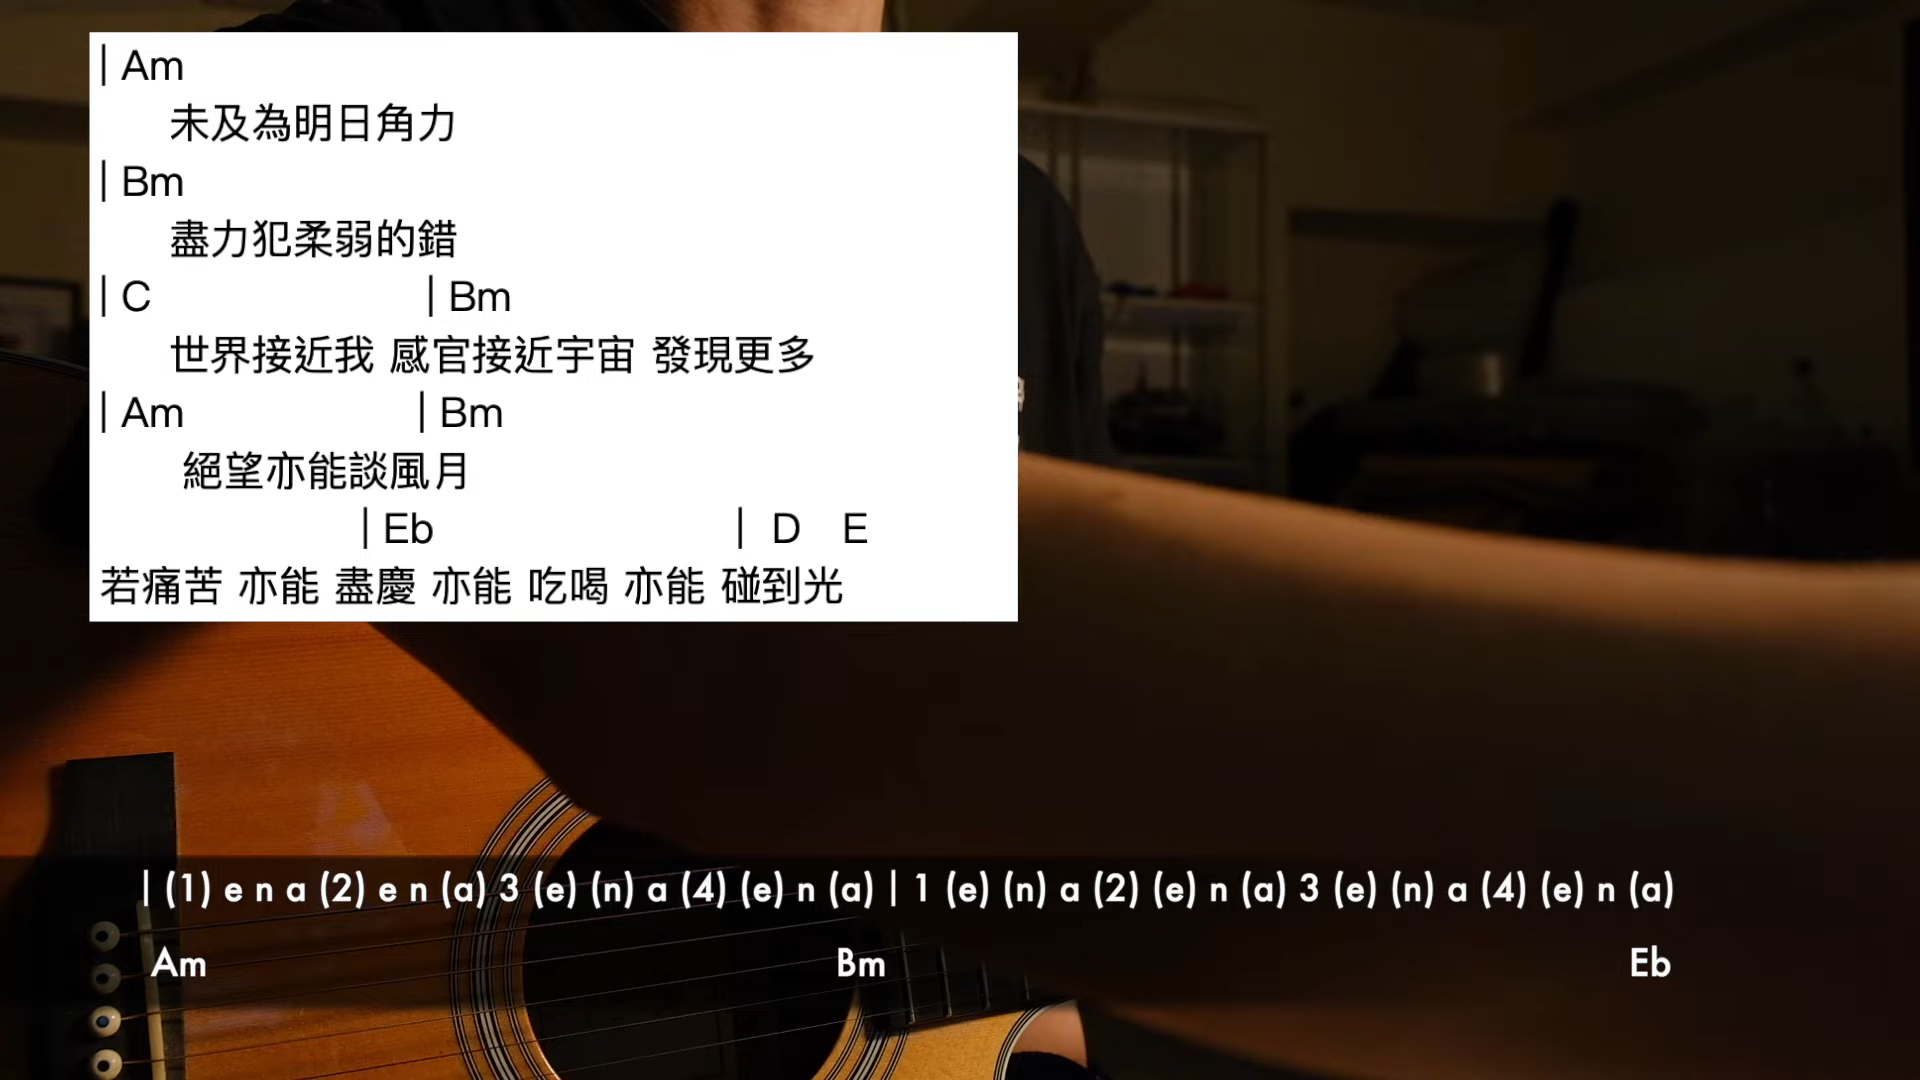 | Am
未及為明日角力
| Bm
盡力犯柔弱的錯
| C | Bm
世界接近我 感官接近宇宙 發現更多
| Am | Bm
絕望亦能談風月
| Eb | D E
若痛苦 亦能 盡慶 亦能 吃喝 亦能 碰到光
| (1) e n a (2) e n (a) 3 (e) (n) a (4) (e) n (a) | 1 (e) (n) a (2) (e) n (a) 3 (e) (n) a (4) (e) n (a)
Am Bm Eb